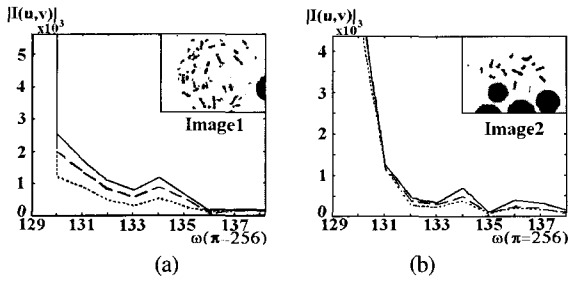 |I(u,v)|
x10³
5
4
3
2
1
0
129 131 133 135 137
ω(π=256)
Image1
(a)
|I(u,v)|
x10³
4
3
2
1
0
129 131 133 135 137
ω(π=256)
Image2
(b)